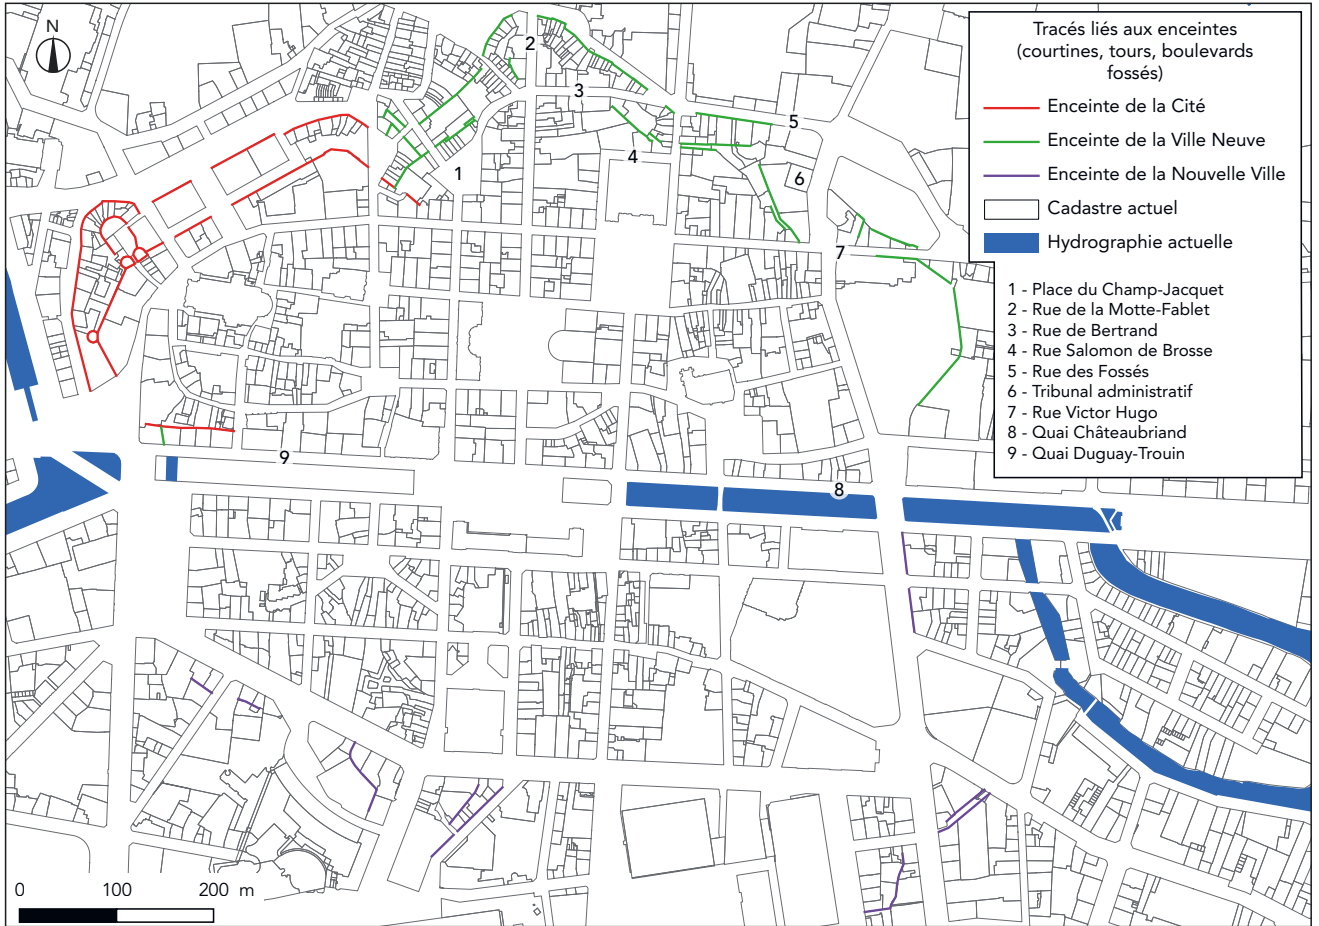 N
Tracés liés aux enceintes
(courtines, tours, boulevards
fossés)
Enceinte de la Cité
Enceinte de la Ville Neuve
Enceinte de la Nouvelle Ville
Cadastre actuel
Hydrographie actuelle
1 - Place du Champ-Jacquet
2 - Rue de la Motte-Fablet
3 - Rue de Bertrand
4 - Rue Salomon de Brosse
5 - Rue des Fossés
6 - Tribunal administratif
7 - Rue Victor Hugo
8 - Quai Châteaubriand
9 - Quai Duguay-Trouin
2
3
5
4
1
6
7
9
8
0 100 200 m